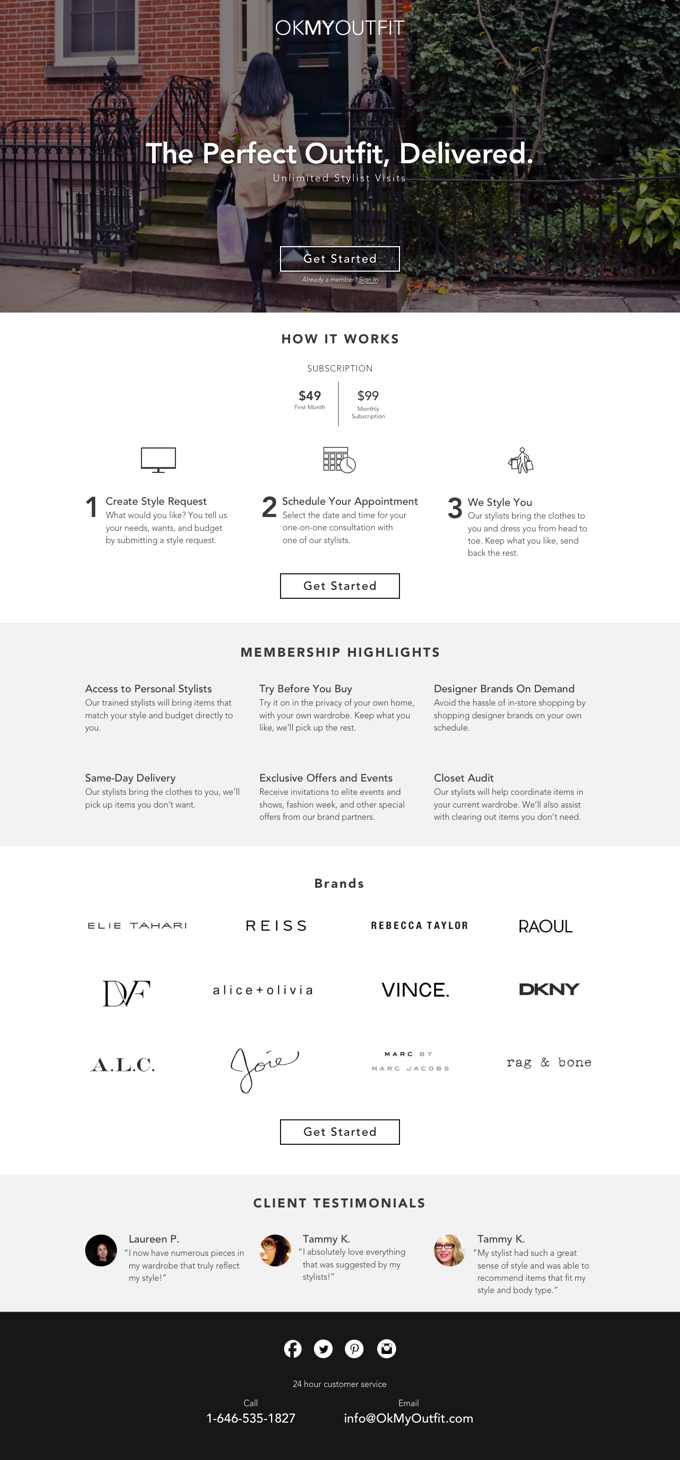 OKMYOUTFIT
The Perfect Outfit, Delivered.
Unlimited Stylist Visits
Get Started
Already a member? Sign In
HOW IT WORKS
SUBSCRIPTION
$49
First Month
$99
Monthly
Subscription
1
Create Style Request
What would you like? You tell us
your needs, wants, and budget
by submitting a style request.
2
Schedule Your Appointment
Select the date and time for your
one-on-one consultation with
one of our stylists.
3
We Style You
Our stylists bring the clothes to
you and dress you from head to
toe. Keep what you like, send
back the rest.
Get Started
MEMBERSHIP HIGHLIGHTS
Access to Personal Stylists
Our trained stylists will bring items that
match your style and budget directly to
you.
Try Before You Buy
Try it on in the privacy of your own home,
with your own wardrobe. Keep what you
like, we'll pick up the rest.
Designer Brands On Demand
Avoid the hassle of in-store shopping by
shopping designer brands on your own
schedule.
Same-Day Delivery
Our stylists bring the clothes to you, we'll
pick up items you don't want.
Exclusive Offers and Events
Receive invitations to elite events and
shows, fashion week, and other special
offers from our brand partners.
Closet Audit
Our stylists will help coordinate items in
your current wardrobe. We'll also assist
with clearing out items you don't need.
Brands
ELIE TAHARI
REISS
REBECCA TAYLOR
RAOUL
DVF
alice+olivia
VINCE.
DKNY
A.L.C.
Joie
MARC BY
MARC JACOBS
rag & bone
Get Started
CLIENT TESTIMONIALS
Laureen P.
"I now have numerous pieces in
my wardrobe that truly reflect
my style!"
Tammy K.
"I absolutely love everything
that was suggested by my
stylists!"
Tammy K.
"My stylist had such a great
sense of style and was able to
recommend items that fit my
style and body type."
24 hour customer service
Call
1-646-535-1827
Email
info@OkMyOutfit.com